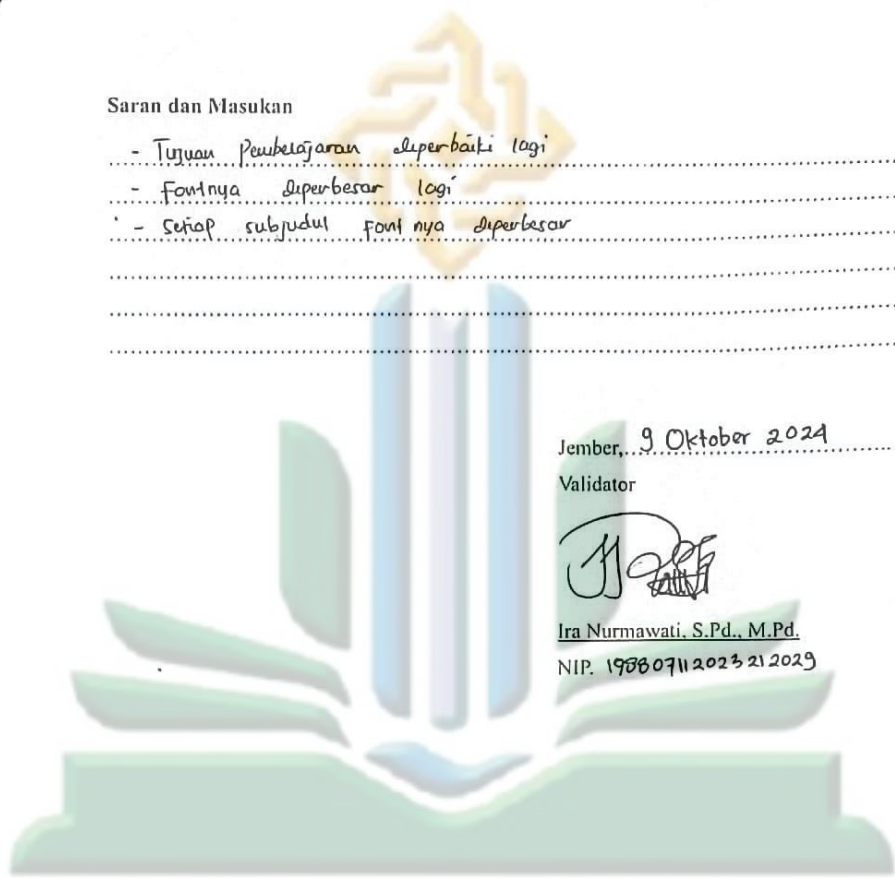 Saran dan Masukan
- Tujuan Pembelajaran diperbaiki lagi
- Fontnya diperbesar lagi
- Setiap subjudul Font nya diperbesar
Jember, 9 Oktober 2024
Validator
Ira Nurmawati, S.Pd., M.Pd.
NIP. 198807112023212029